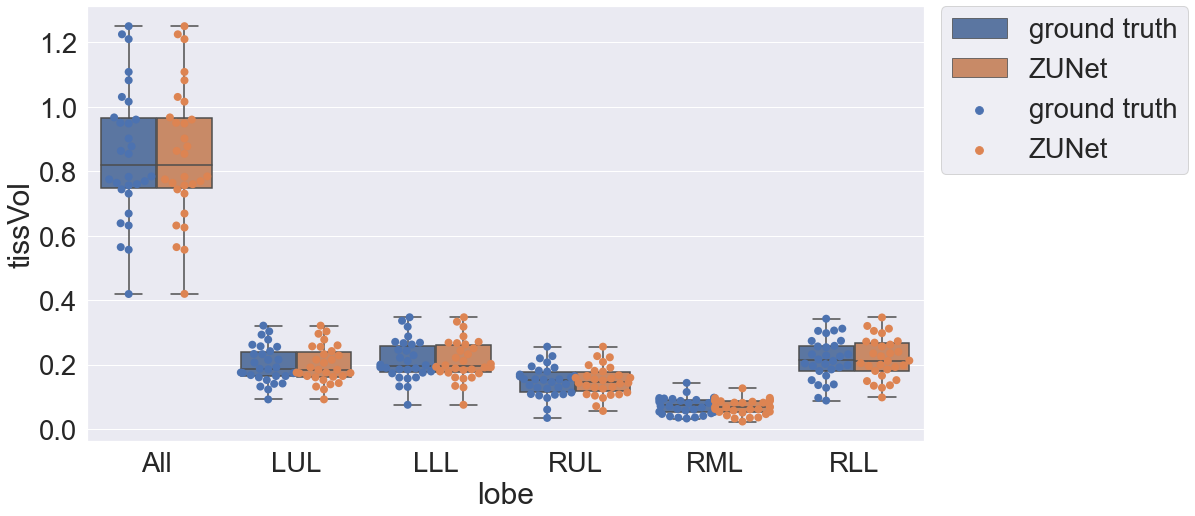 1.2
1.0
0.8
0.6
0.4
0.2
0.0
tissVol
All LUL LLL RUL RML RLL
lobe
ground truth
ZUNet
ground truth
ZUNet